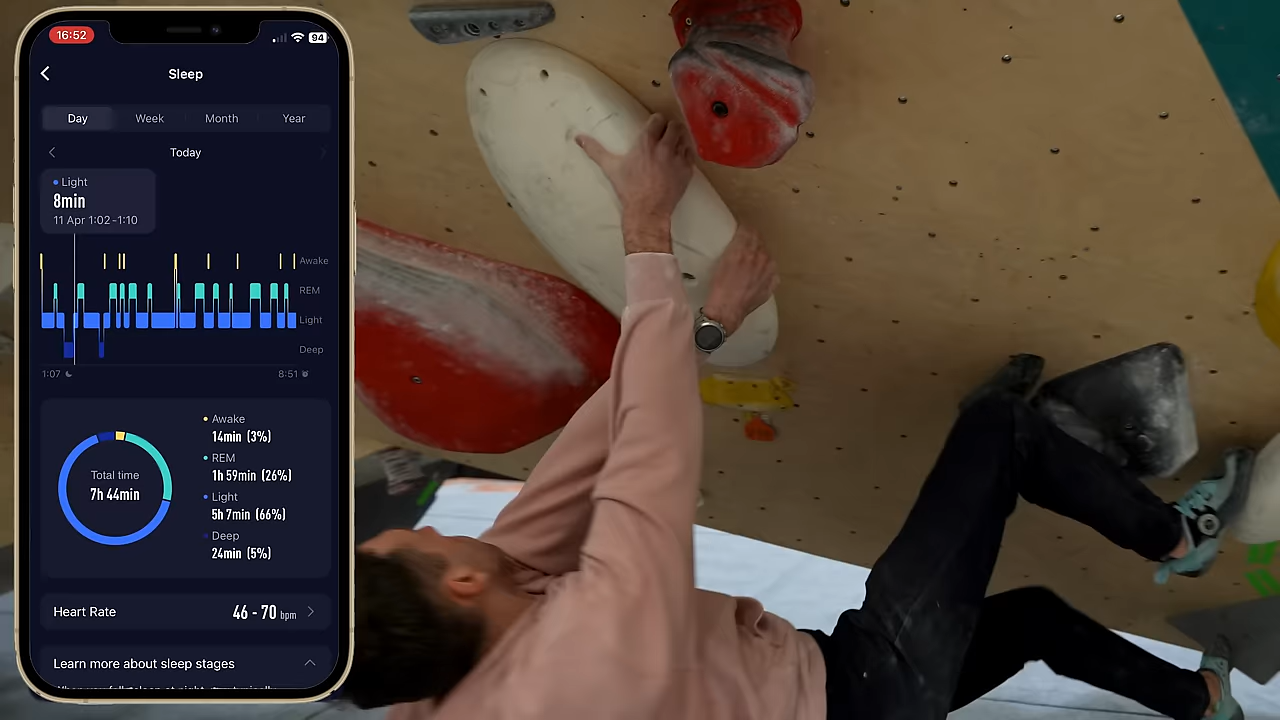 16:52
94
Sleep
Day Week Month Year
Today
Light
8min
11 Apr 1:02-1:10
Awake
REM
Light
Deep
1:07 8:51
Total time
7h 44min
Awake
14min (3%)
REM
1h 59min (26%)
Light
5h 7min (66%)
Deep
24min (5%)
Heart Rate 46 - 70 bpm
Learn more about sleep stages